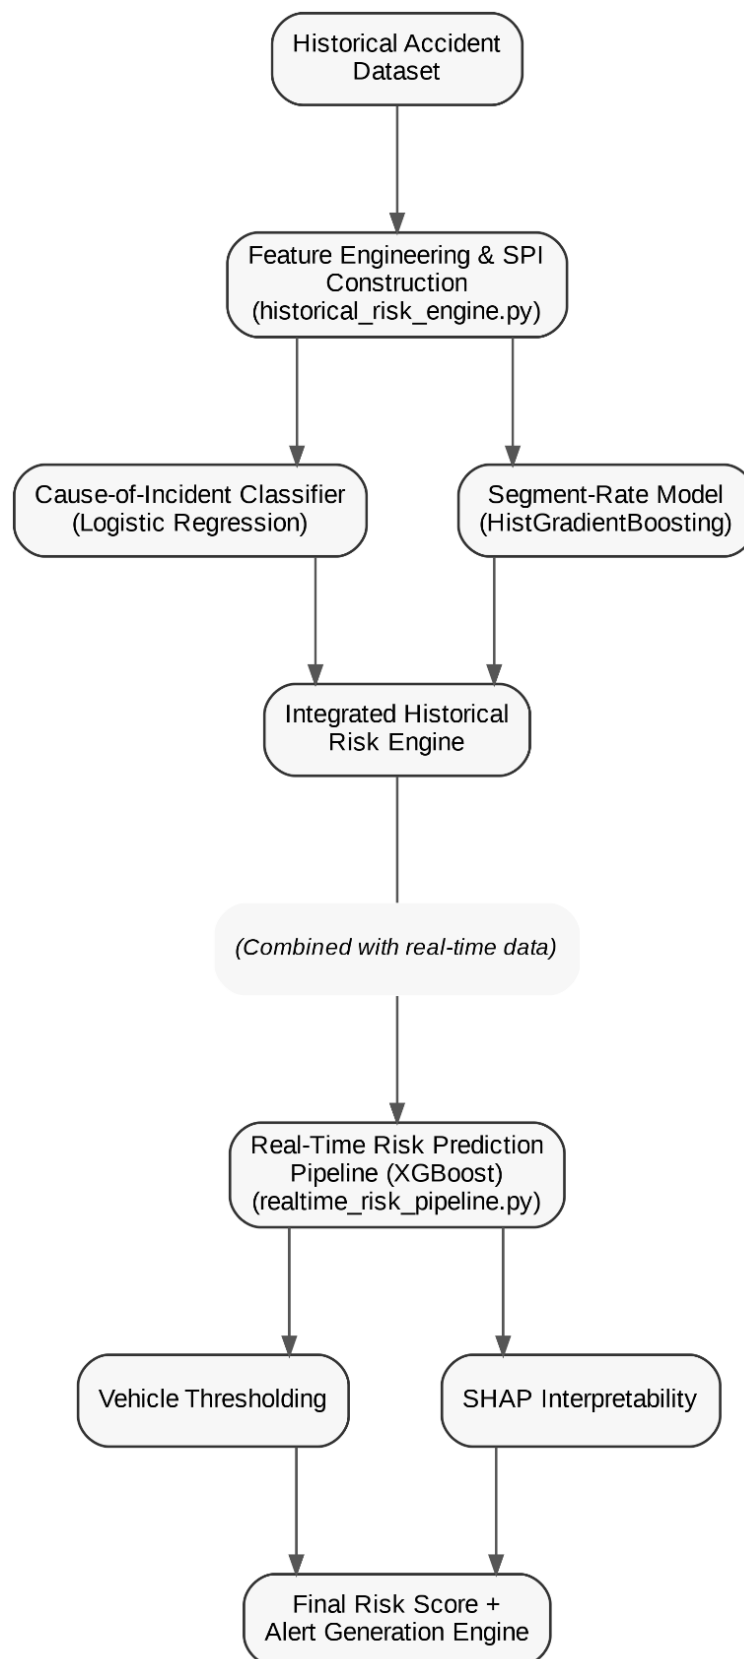 Historical Accident
Dataset
Feature Engineering & SPI
Construction
(historical_risk_engine.py)
Cause-of-Incident Classifier
(Logistic Regression)
Segment-Rate Model
(HistGradientBoosting)
Integrated Historical
Risk Engine
(Combined with real-time data)
Real-Time Risk Prediction
Pipeline (XGBoost)
(realtime_risk_pipeline.py)
Vehicle Thresholding
SHAP Interpretability
Final Risk Score +
Alert Generation Engine